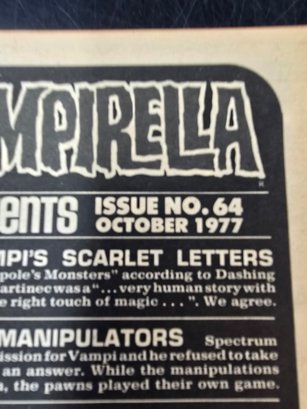 MPIRELLA
ENTS ISSUE NO. 64
OCTOBER 1977
MPI'S SCARLET LETTERS
pole's Monsters" according to Dashing
artinec was a "... very human story with
e right touch of magic . . . ". We agree.
MANIPULATORS Spectrum
ission for Vampi and he refused to take
an answer. While the manipulations
n, the pawns played their own game.